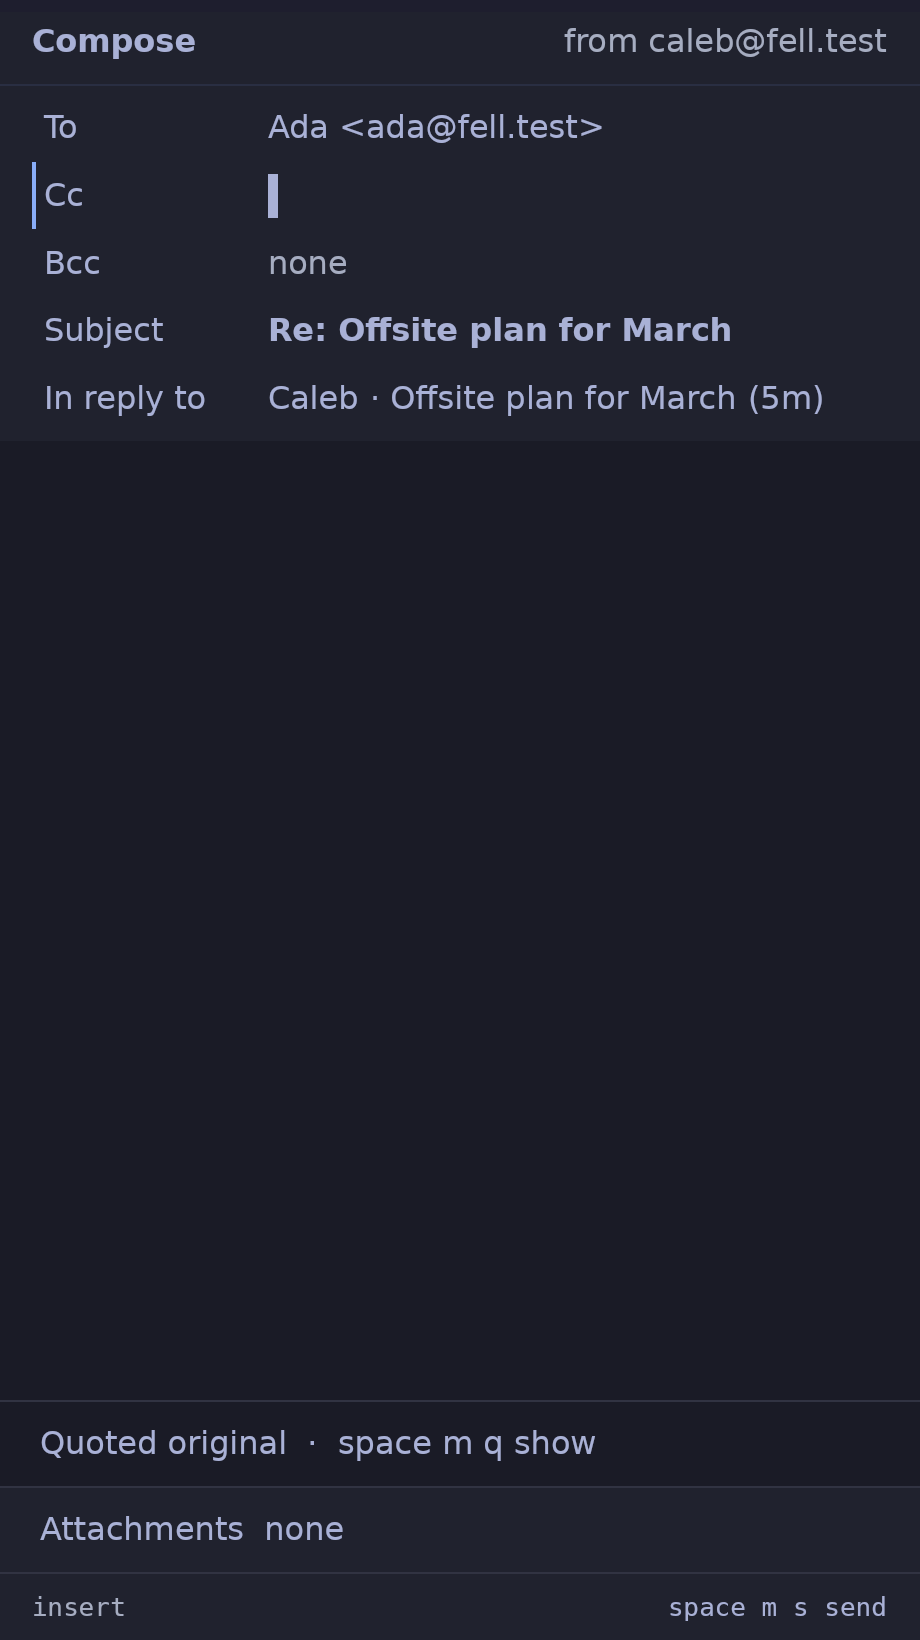 Compose from caleb@fell.test
To Ada <ada@fell.test>
Cc
Bcc none
Subject Re: Offsite plan for March
In reply to Caleb · Offsite plan for March (5m)
Quoted original · space m q show
Attachments none
insert space m s send